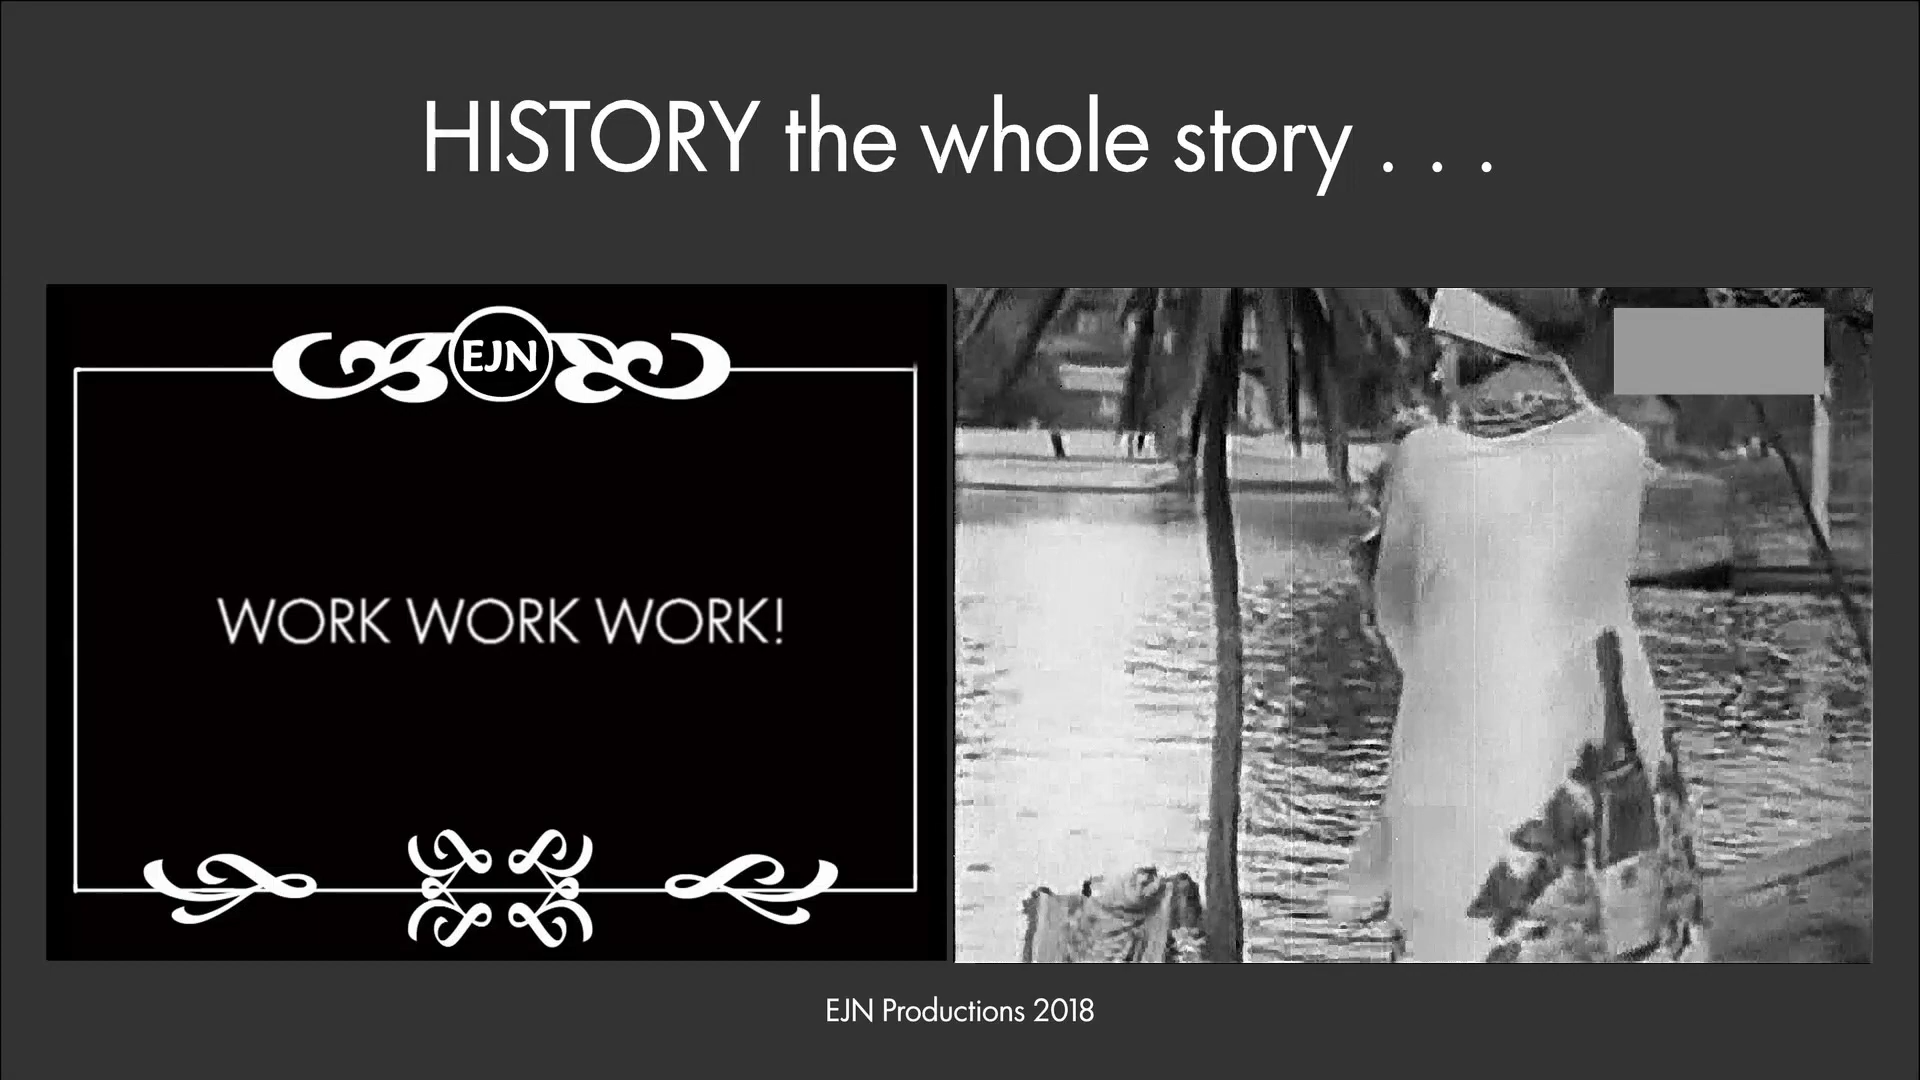 HISTORY the whole story . . .
EJN
WORK WORK WORK!
EJN Productions 2018